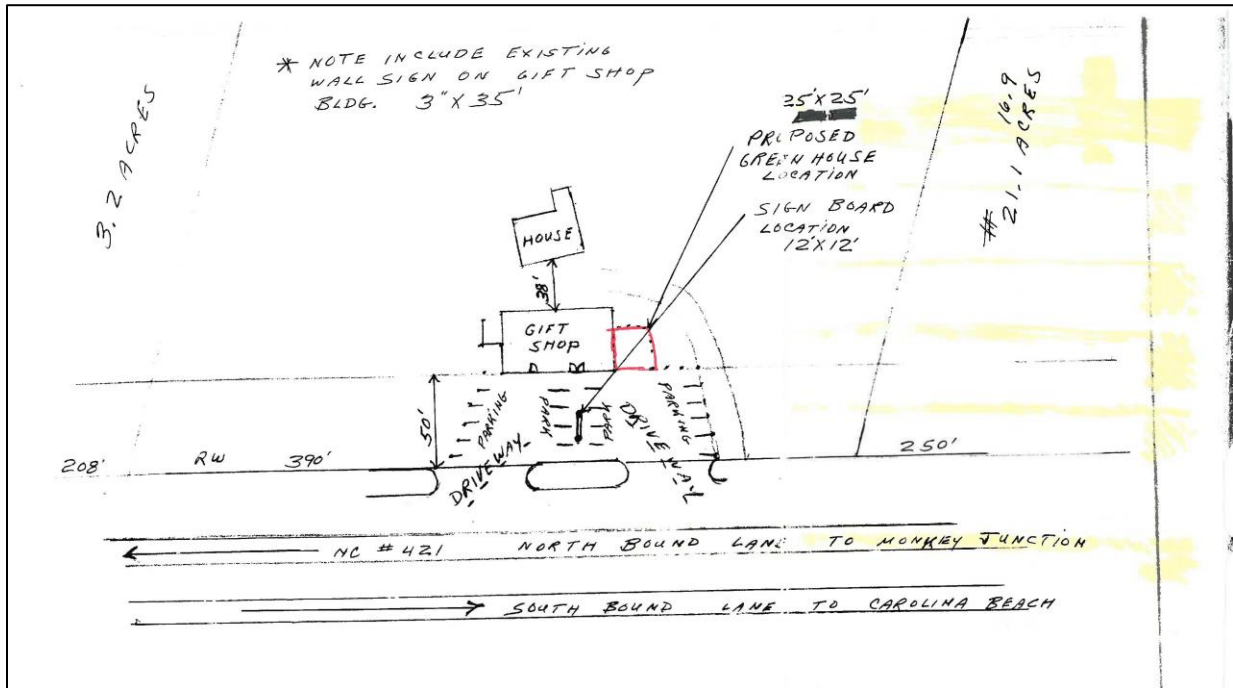 * NOTE INCLUDE EXISTING
WALL SIGN ON GIFT SHOP
BLDG. 3" X 35'
3.2 ACRES
25' X 25'
PROPOSED
GREEN HOUSE
LOCATION
SIGN BOARD
LOCATION
12'X12'
16.9
# 21.1 ACRES
HOUSE
38'
GIFT
SHOP
50'
PARKING
PARK
PARK
PARKING
DRIVEWAY
DRIVEWAY
208'
RW
390'
250'
NC #421 NORTH BOUND LANE TO MONKEY JUNCTION
SOUTH BOUND LANE TO CAROLINA BEACH